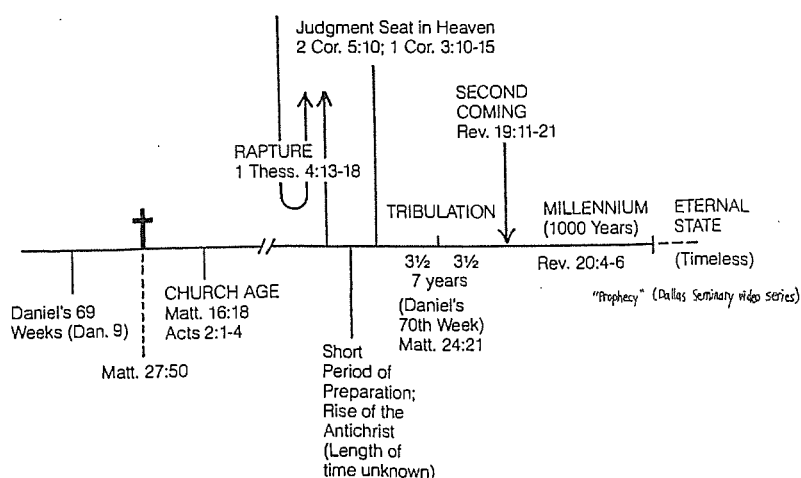 Judgment Seat in Heaven
2 Cor. 5:10; 1 Cor. 3:10-15
SECOND
COMING
Rev. 19:11-21
RAPTURE
1 Thess. 4:13-18
TRIBULATION
MILLENNIUM
(1000 Years)
ETERNAL
STATE
Daniel's 69
Weeks (Dan. 9)
Matt. 27:50
CHURCH AGE
Matt. 16:18
Acts 2:1-4
Short
Period of
Preparation;
Rise of the
Antichrist
(Length of
time unknown)
3½ 3½
7 years
(Daniel's
70th Week)
Matt. 24:21
Rev. 20:4-6
(Timeless)
"Prophecy" (Dallas Seminary video series)